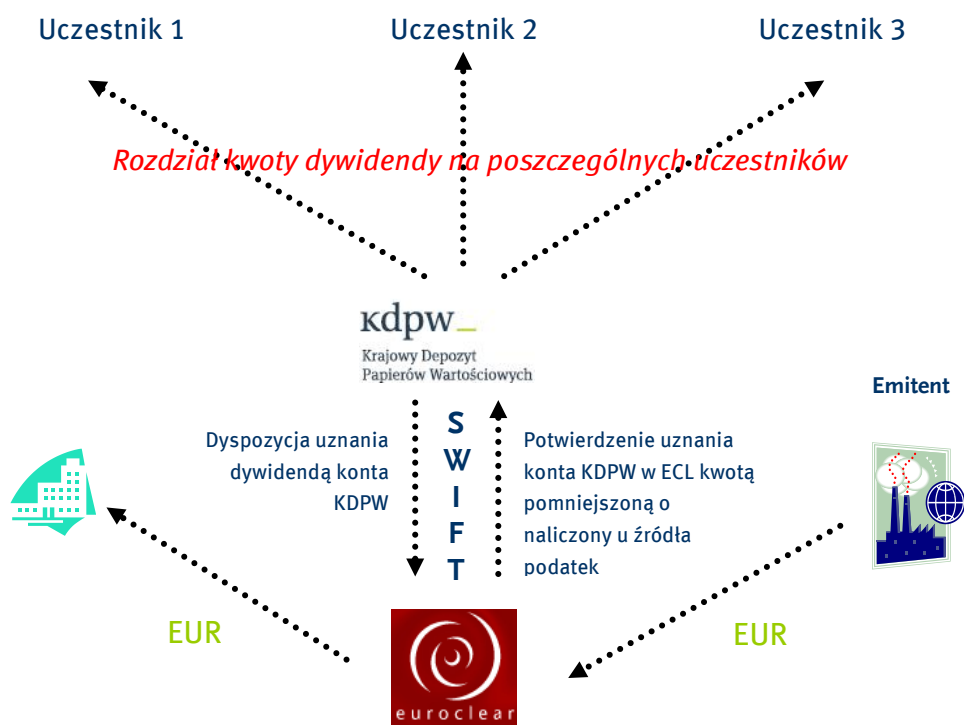 Uczestnik 1
Uczestnik 2
Uczestnik 3
Rozdział kwoty dywidendy na poszczególnych uczestników
kdpw_
Krajowy Depozyt
Papierów Wartościowych
Emitent
Dyspozycja uznania
dywidendą konta
KDPW
S
W
I
F
T
Potwierdzenie uznania
konta KDPW w ECL kwotą
pomniejszoną o
naliczony u źródła
podatek
EUR
EUR
euroclear